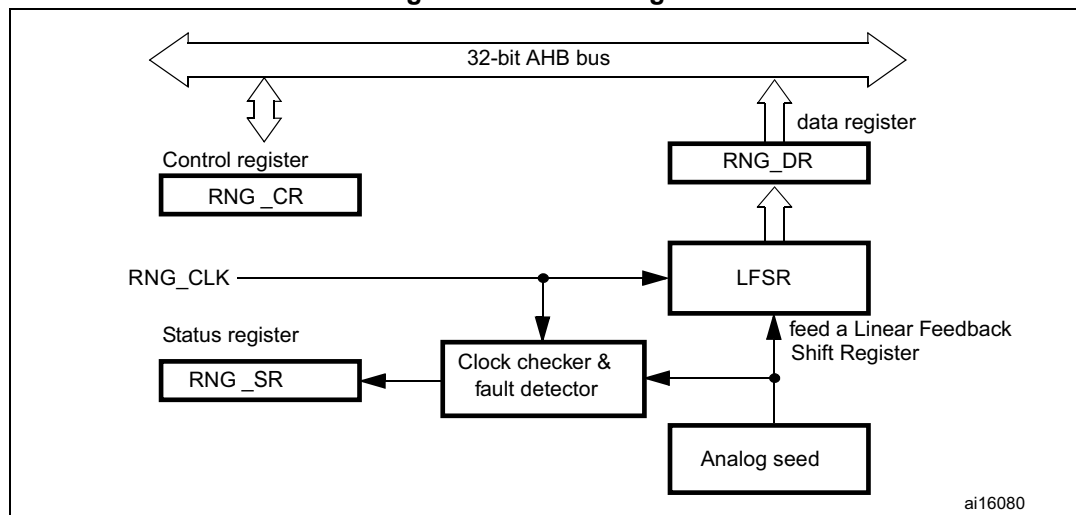 32-bit AHB bus
data register
Control register
RNG_DR
RNG _CR
RNG_CLK
LFSR
Status register
feed a Linear Feedback
Shift Register
Clock checker &
fault detector
RNG _SR
Analog seed
ai16080